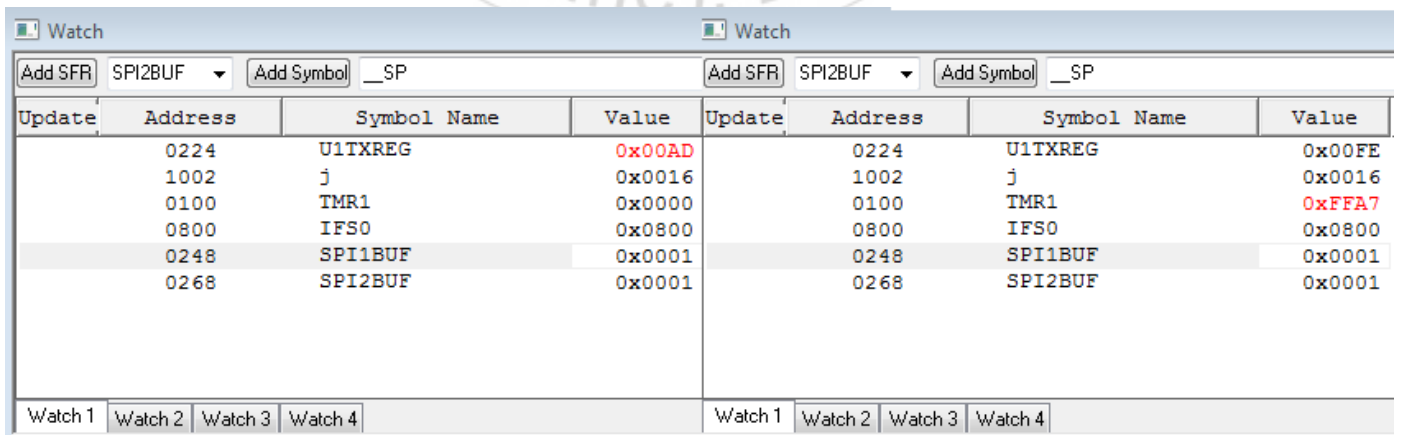 Watch Watch
Add SFR SPI2BUF Add Symbol __SP Add SFR SPI2BUF Add Symbol __SP
Update Address Symbol Name Value Update Address Symbol Name Value
0224 U1TXREG 0x00AD 0224 U1TXREG 0x00FE
1002 j 0x0016 1002 j 0x0016
0100 TMR1 0x0000 0100 TMR1 0xFFA7
0800 IFS0 0x0800 0800 IFS0 0x0800
0248 SPI1BUF 0x0001 0248 SPI1BUF 0x0001
0268 SPI2BUF 0x0001 0268 SPI2BUF 0x0001
Watch 1 Watch 2 Watch 3 Watch 4 Watch 1 Watch 2 Watch 3 Watch 4